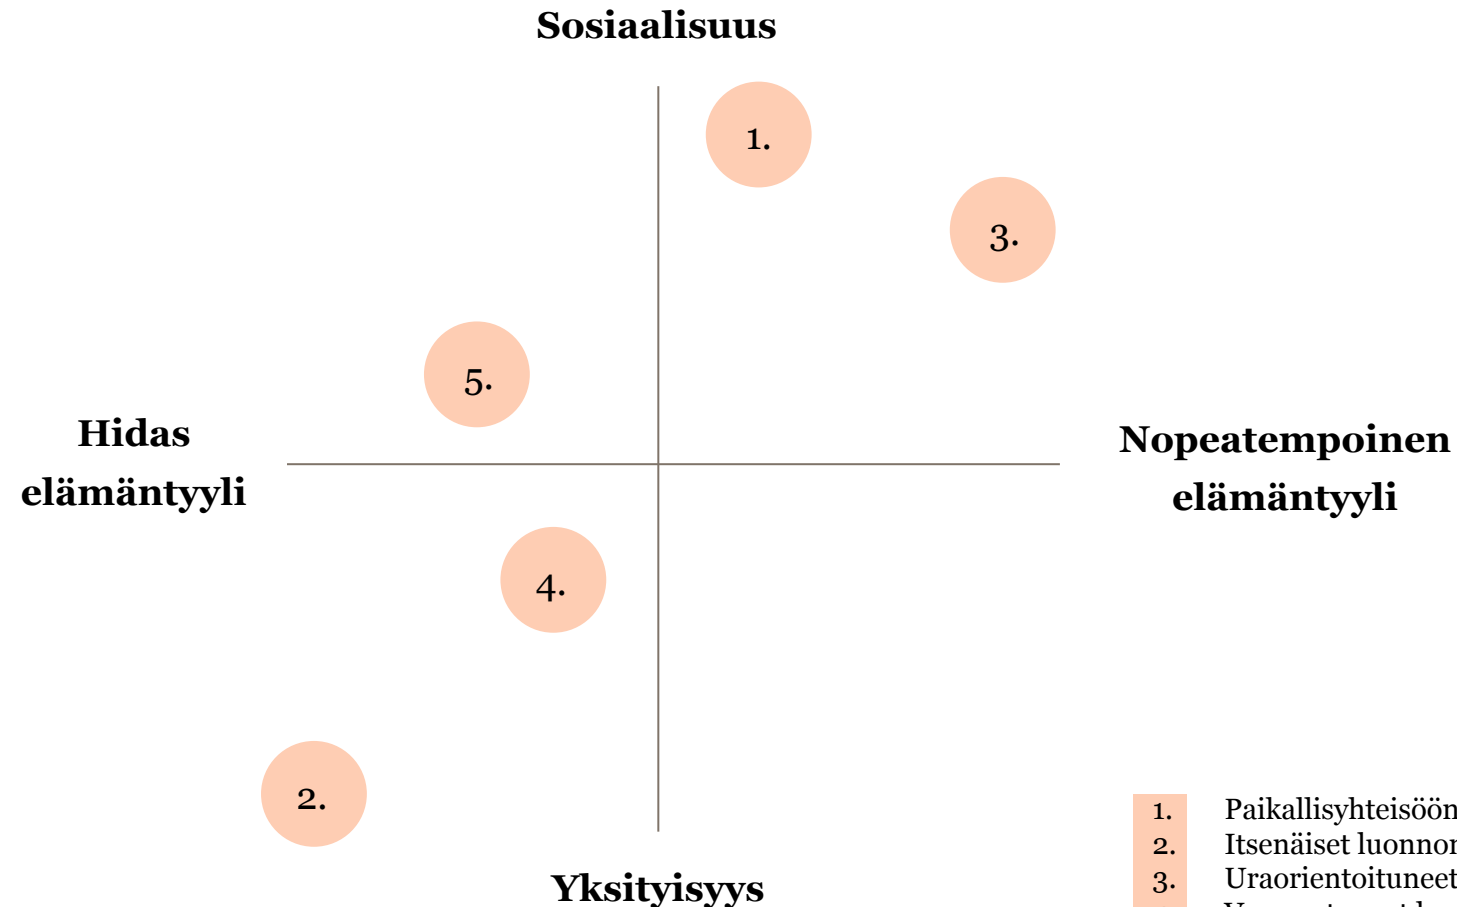 Sosiaalisuus
1.
3.
5.
Hidas
elämäntyyli
Nopeatempoinen
elämäntyyli
4.
2.
Yksityisyys
1. Paikallisyhteisöön
2. Itsenäiset
3. Uraorientoituneet